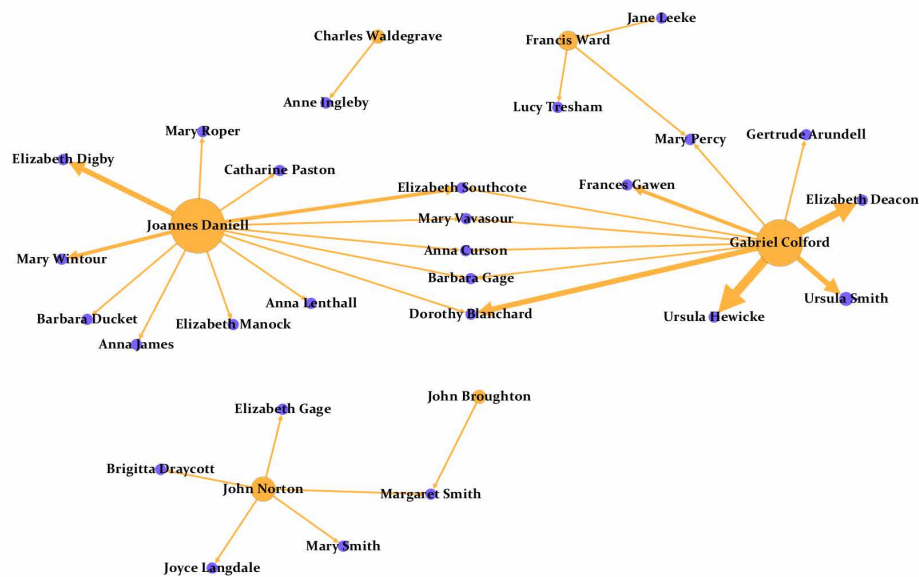 Jane Leeke
Charles Waldegrave
Francis Ward
Anne Ingleby
Lucy Tresham
Mary Roper
Mary Percy
Gertrude Arundell
Elizabeth Digby
Catharine Paston
Elizabeth Southcote
Frances Gawen
Elizabeth Deacon
Joannes Daniell
Mary Vavasour
Gabriel Colford
Anna Curson
Mary Wintour
Barbara Gage
Anna Lenthall
Ursula Smith
Barbara Ducket
Elizabeth Manock
Dorothy Blanchard
Ursula Hewicke
Anna James
John Broughton
Elizabeth Gage
Brigitta Draycott
John Norton
Margaret Smith
Mary Smith
Joyce Langdale